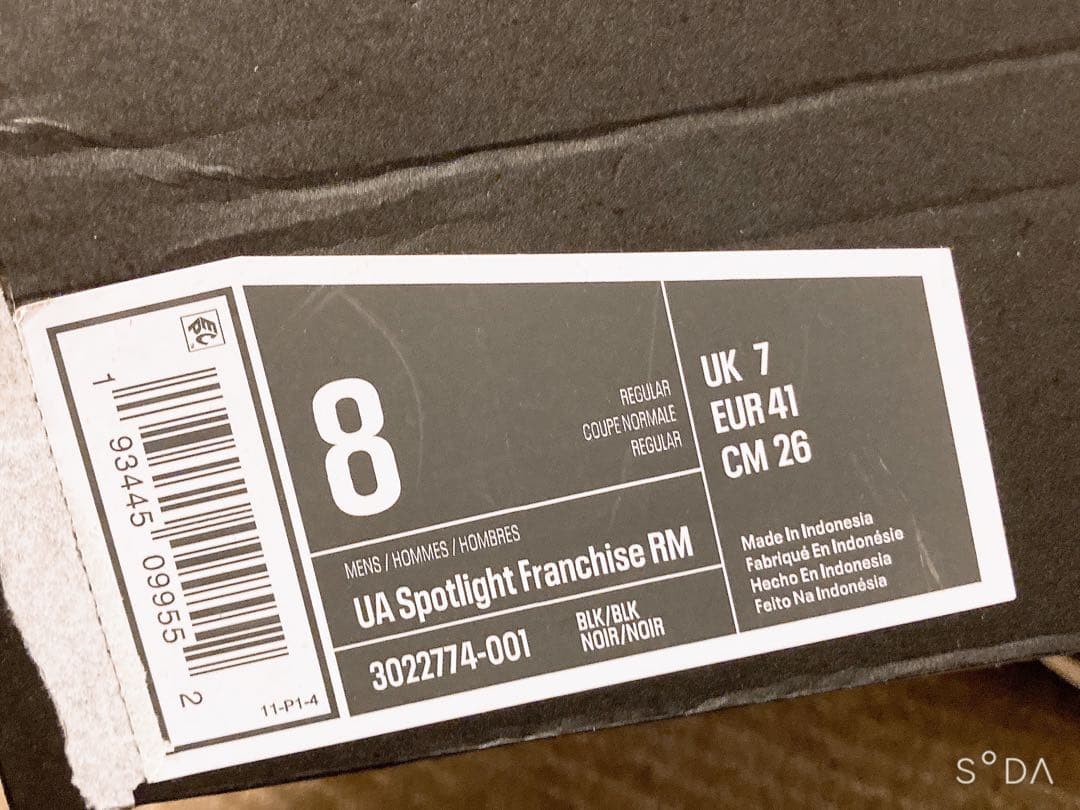 1 93445 09955 2
11-P1-4
8
REGULAR
COUPE NORMALE
REGULAR
MENS / HOMMES / HOMBRES
UA Spotlight Franchise RM
3022774-001
BLK/BLK
NOIR/NOIR
UK 7
EUR 41
CM 26
Made In Indonesia
Fabriqué En Indonésie
Hecho En Indonesia
Feito Na Indonésia
SODA